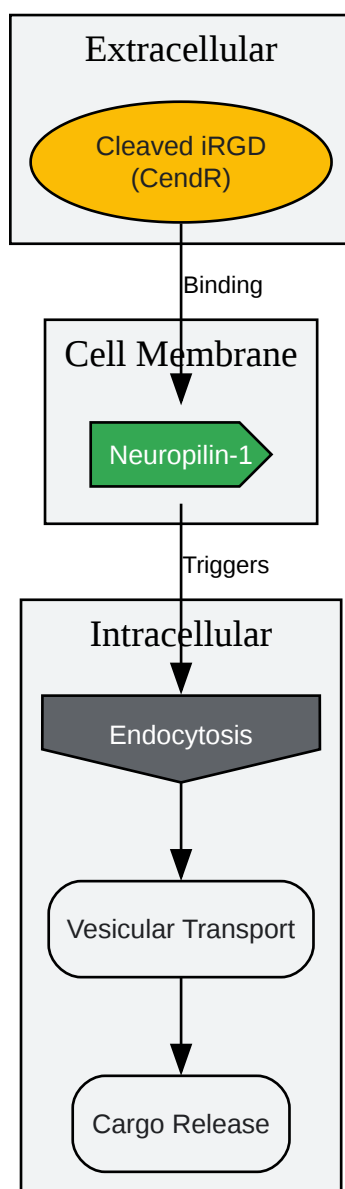 Extracellular
Cleaved iRGD
(CendR)
Binding
Cell Membrane
Neuropilin-1
Triggers
Intracellular
Endocytosis
Vesicular Transport
Cargo Release